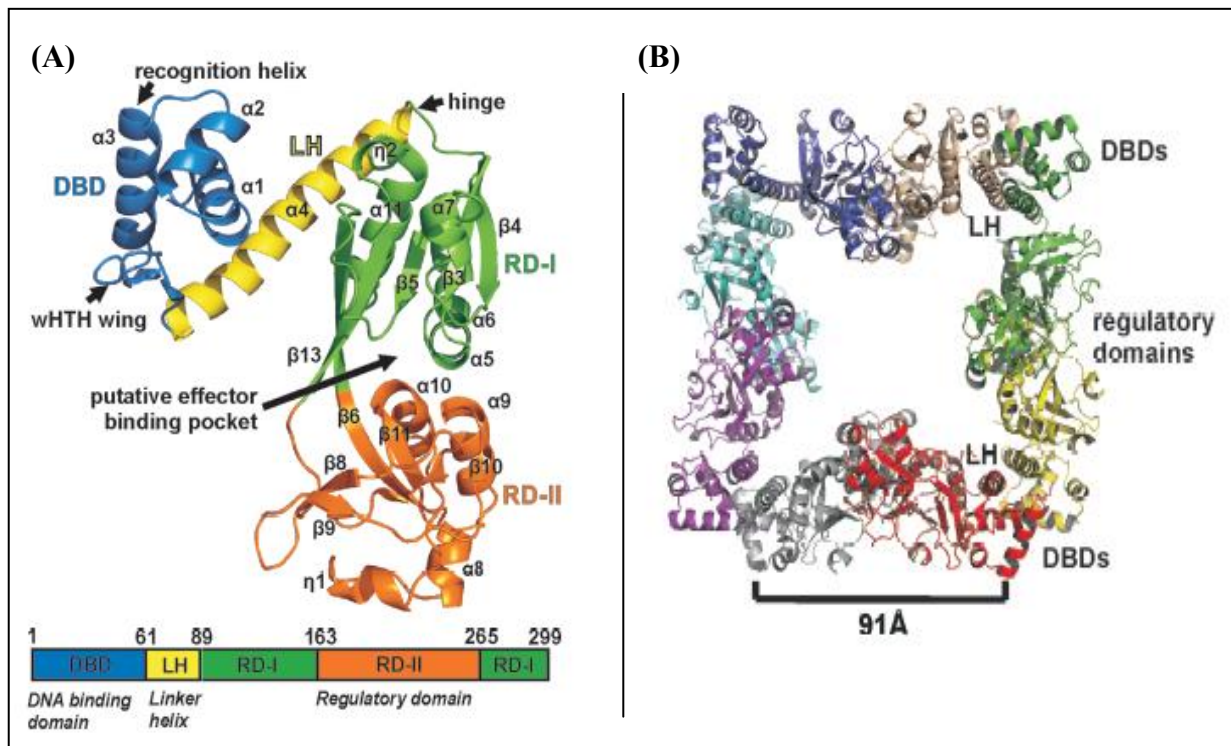 (A)
recognition helix
α3
α2
hinge
LH
η2
DBD
α1
α4
α11
α7
β4
β5
β3
RD-I
wHTH wing
α6
α5
β13
putative effector
binding pocket
α10
α9
β6
β11
β8
β10
RD-II
β9
η1
α8
1 61 89 163 265 299
DBD LH RD-I RD-II RD-I
DNA binding
domain
Linker
helix
Regulatory domain
(B)
DBDs
LH
regulatory
domains
LH
DBDs
91Å